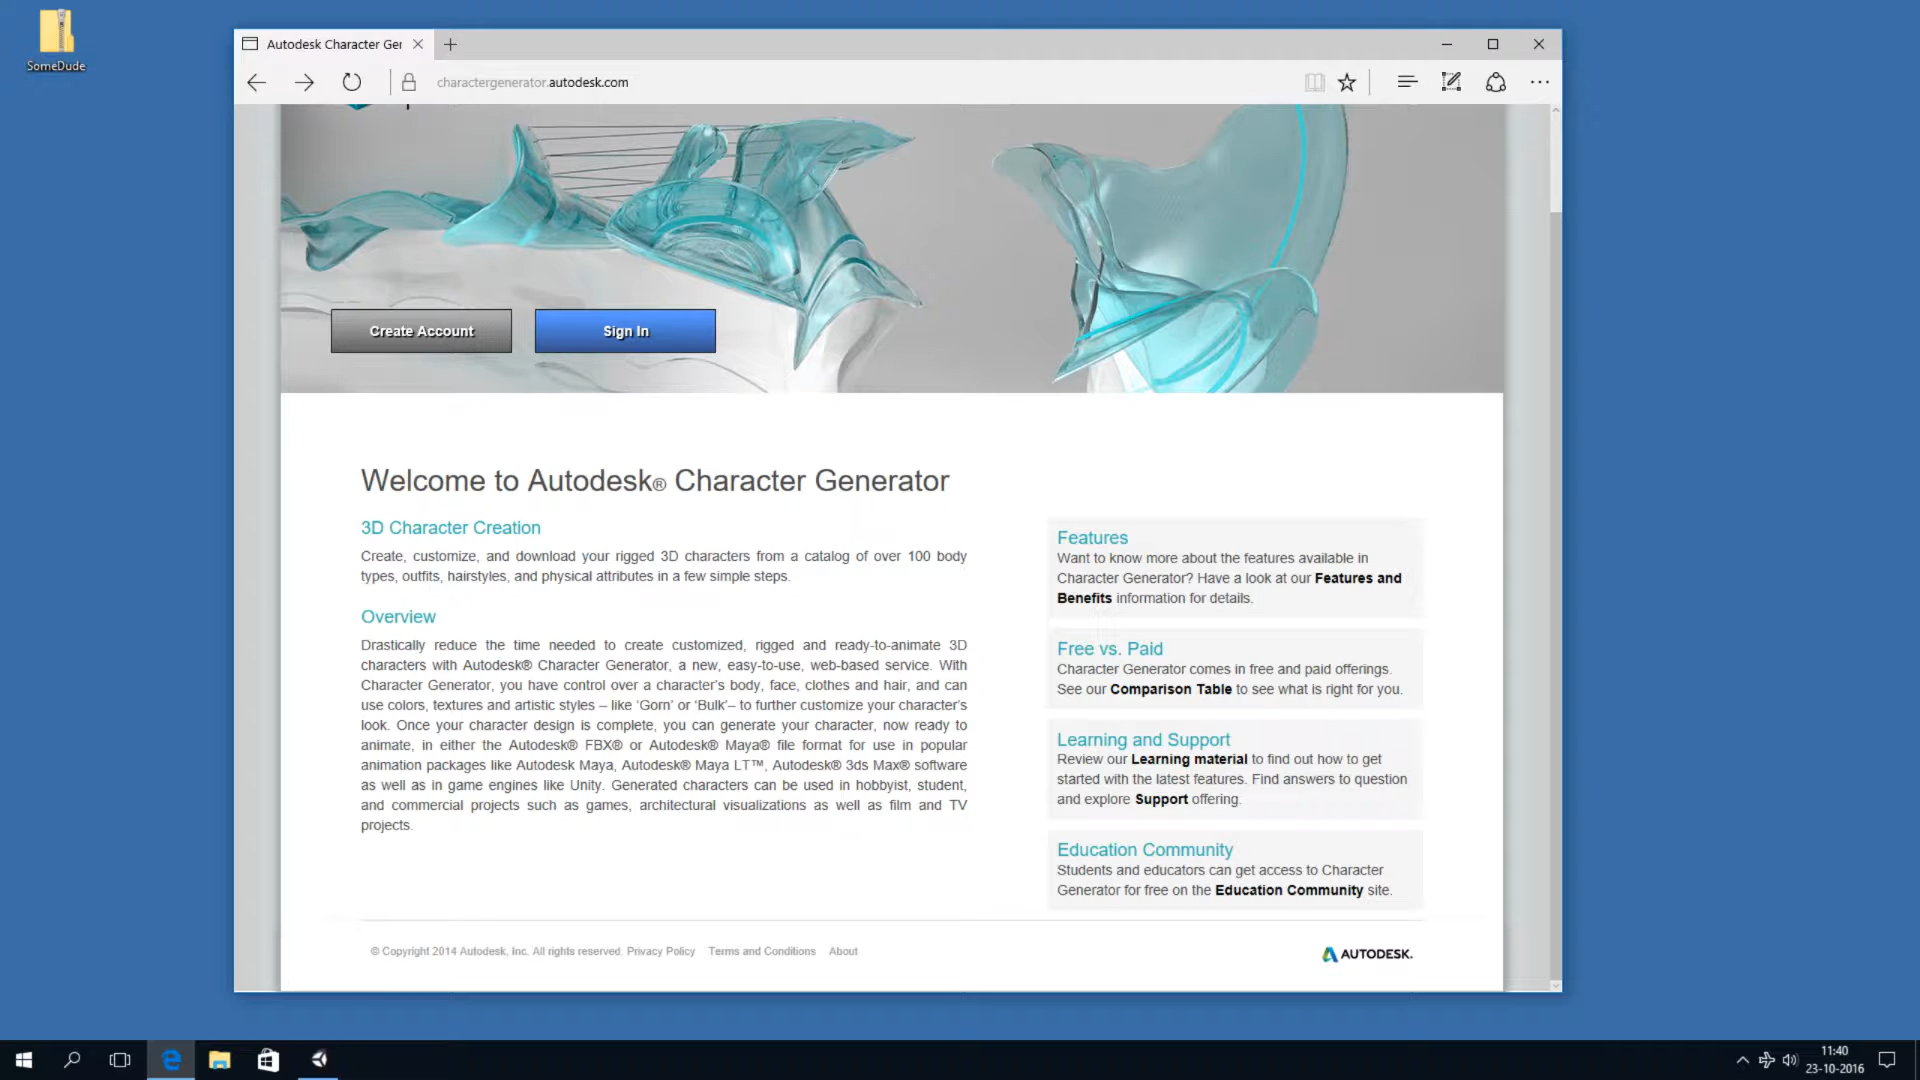 SomeDude
Autodesk Character Ger
charactergenerator.autodesk.com
Create Account
Sign In
Welcome to Autodesk® Character Generator
3D Character Creation
Create, customize, and download your rigged 3D characters from a catalog of over 100 body
types, outfits, hairstyles, and physical attributes in a few simple steps.
Overview
Drastically reduce the time needed to create customized, rigged and ready-to-animate 3D
characters with Autodesk® Character Generator, a new, easy-to-use, web-based service. With
Character Generator, you have control over a character's body, face, clothes and hair, and can
use colors, textures and artistic styles – like ‘Gorn’ or ‘Bulk’– to further customize your character's
look. Once your character design is complete, you can generate your character, now ready to
animate, in either the Autodesk® FBX® or Autodesk® Maya® file format for use in popular
animation packages like Autodesk Maya, Autodesk® Maya LT™, Autodesk® 3ds Max® software
as well as in game engines like Unity. Generated characters can be used in hobbyist, student,
and commercial projects such as games, architectural visualizations as well as film and TV
projects.
Features
Want to know more about the features available in
Character Generator? Have a look at our Features and
Benefits information for details.
Free vs. Paid
Character Generator comes in free and paid offerings.
See our Comparison Table to see what is right for you.
Learning and Support
Review our Learning material to find out how to get
started with the latest features. Find answers to question
and explore Support offering.
Education Community
Students and educators can get access to Character
Generator for free on the Education Community site.
© Copyright 2014 Autodesk, Inc. All rights reserved. Privacy Policy Terms and Conditions About
AUTODESK.
11:40
23-10-2016